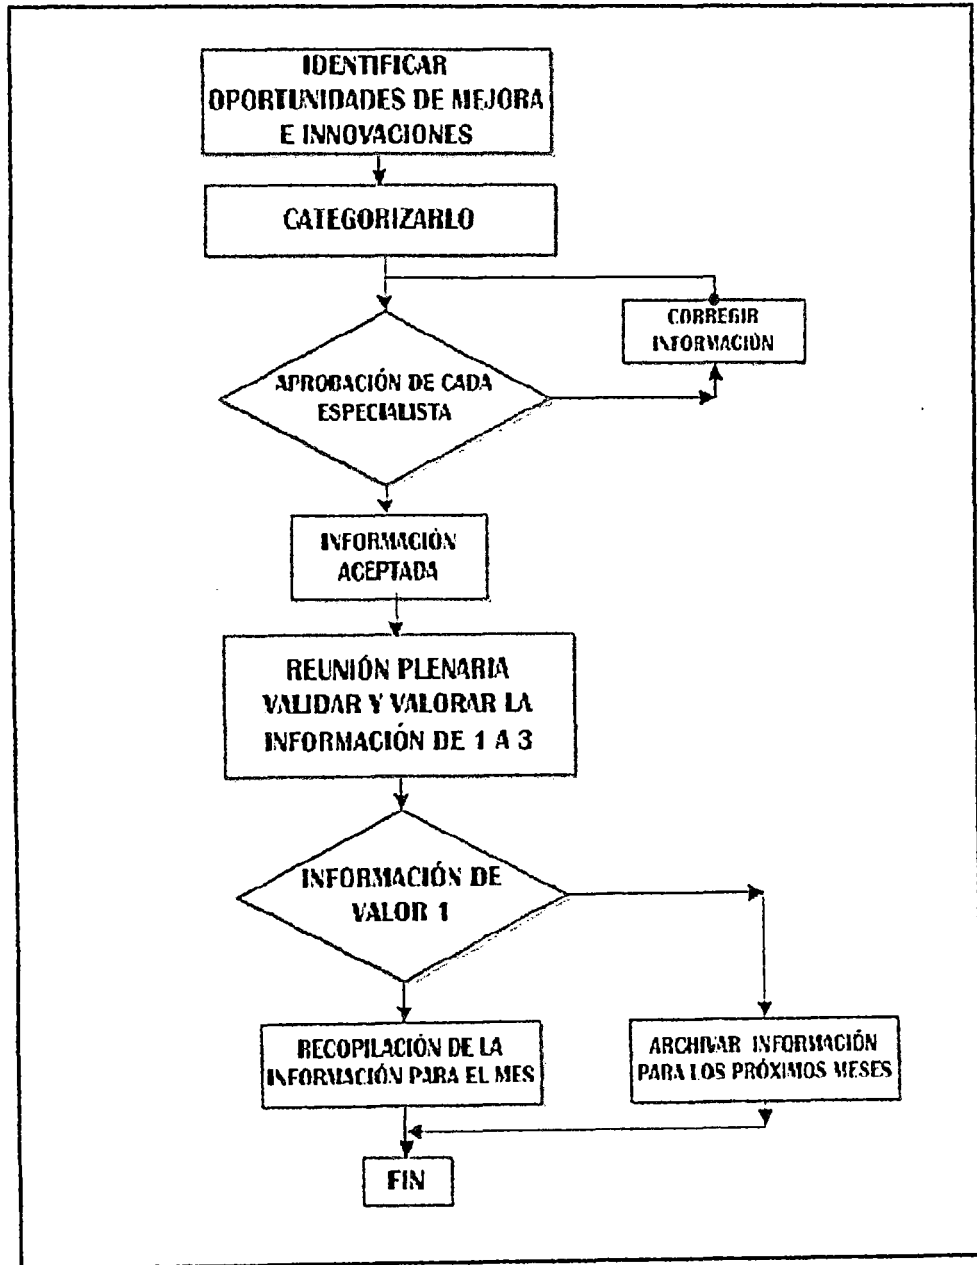 IDENTIFICAR
OPORTUNIDADES DE MEJORA
E INNOVACIONES
CATEGORIZARLO
CORREGIR
INFORMACIÓN
APROBACIÓN DE CADA
ESPECIALISTA
INFORMACIÓN
ACEPTADA
REUNIÓN PLENARIA
VALIDAR Y VALORAR LA
INFORMACIÓN DE 1 A 3
INFORMACIÓN DE
VALOR 1
RECOPILACIÓN DE LA
INFORMACIÓN PARA EL MES
ARCHIVAR INFORMACIÓN
PARA LOS PRÓXIMOS MESES
FIN